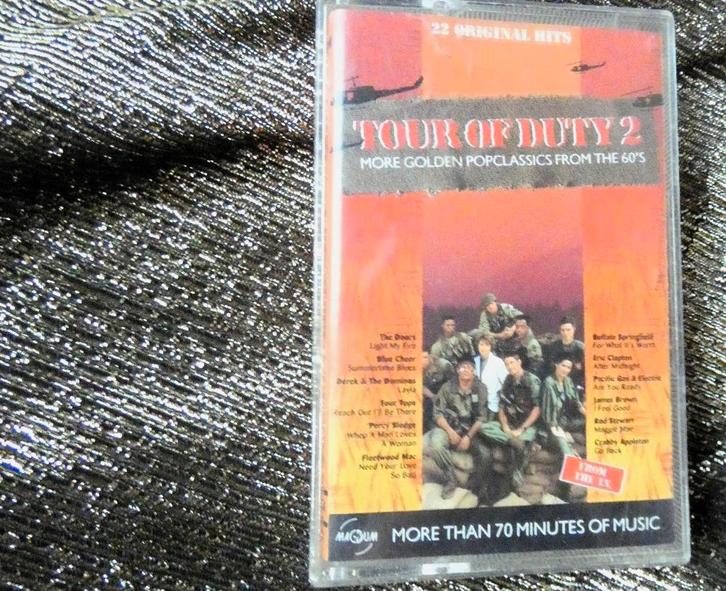 22 ORIGINAL HITS
TOUR OF DUTY 2
MORE GOLDEN POPCLASSICS FROM THE 60'S
The Doors
Light My Fire
Blue Cheer
Summertime Blues
Derek & The Dominos
Layla
Four Tops
Reach Out I'll Be There
Percy Sledge
When A Man Loves
A Woman
Fleetwood Mac
Need Your Love
So Bad
Buffalo Springfield
For What It's Worth
Eric Clapton
After Midnight
Pacific Gas & Electric
Are You Ready
James Brown
I Feel Good
Rod Stewart
Maggie Mae
Crabby Appleton
Go Back
FROM
THE T.V.
MAGNUM
MORE THAN 70 MINUTES OF MUSIC